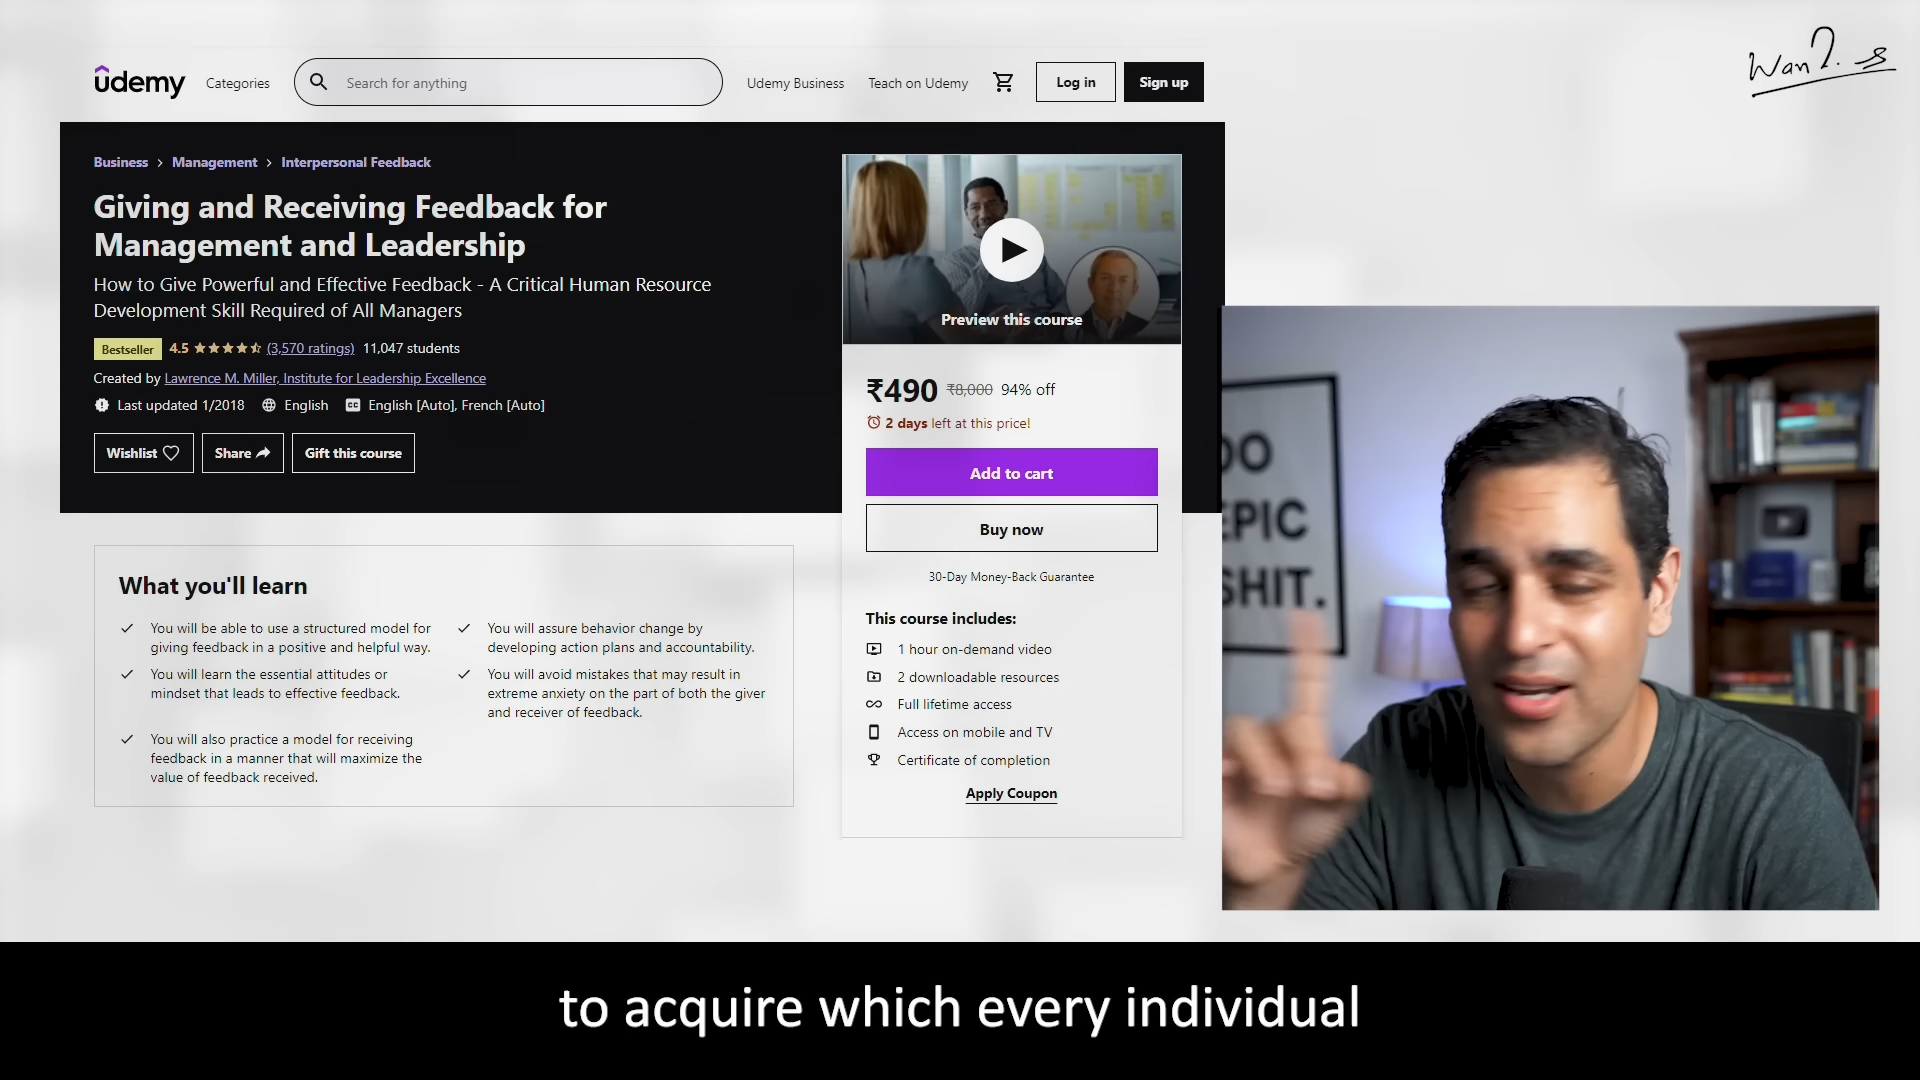 udemy
Categories
Search for anything
Udemy Business
Teach on Udemy
Log in
Sign up
Business > Management > Interpersonal Feedback
Giving and Receiving Feedback for
Management and Leadership
How to Give Powerful and Effective Feedback - A Critical Human Resource
Development Skill Required of All Managers
Bestseller 4.5 (3,570 ratings) 11,047 students
Created by Lawrence M. Miller, Institute for Leadership Excellence
Last updated 1/2018 English English [Auto], French [Auto]
Wishlist
Share
Gift this course
Preview this course
₹490 ₹8,000 94% off
2 days left at this price!
Add to cart
Buy now
30-Day Money-Back Guarantee
This course includes:
1 hour on-demand video
2 downloadable resources
Full lifetime access
Access on mobile and TV
Certificate of completion
Apply Coupon
What you'll learn
You will be able to use a structured model for
giving feedback in a positive and helpful way.
You will learn the essential attitudes or
mindset that leads to effective feedback.
You will also practice a model for receiving
feedback in a manner that will maximize the
value of feedback received.
You will assure behavior change by
developing action plans and accountability.
You will avoid mistakes that may result in
extreme anxiety on the part of both the giver
and receiver of feedback.
DO
EPIC
SHIT.
to acquire which every individual